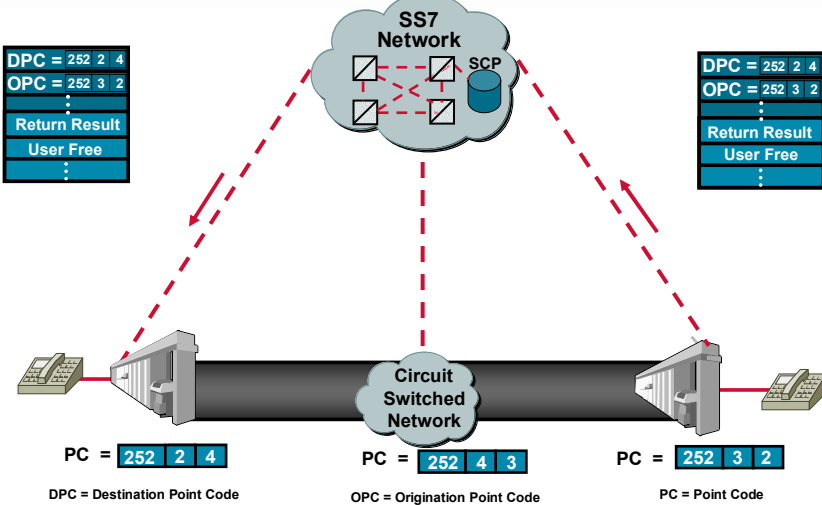 SS7
Network
SCP
DPC = 252 2 4
OPC = 252 3 2
Return Result
User Free
DPC = 252 2 4
OPC = 252 3 2
Return Result
User Free
Circuit
Switched
Network
PC = 252 2 4
PC = 252 4 3
PC = 252 3 2
DPC = Destination Point Code
OPC = Origination Point Code
PC = Point Code